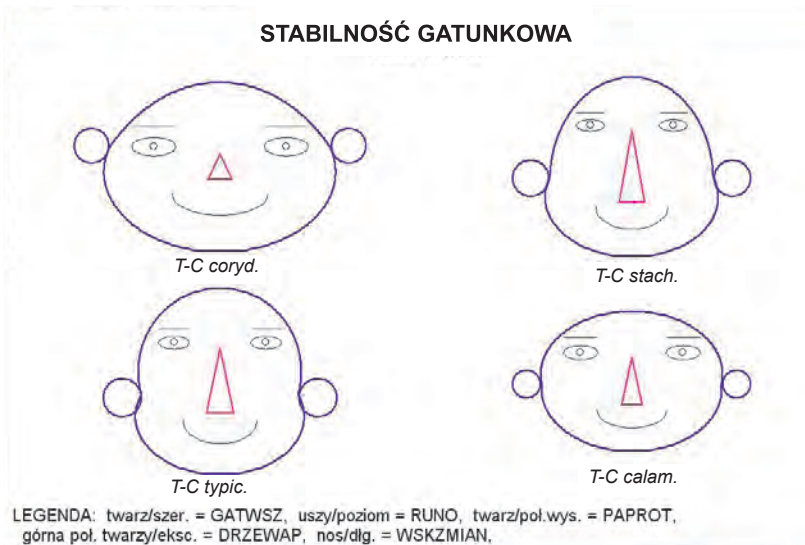 STABILNOŚĆ GATUNKOWA
T-C coryd.
T-C stach.
T-C typic.
T-C calam.
LEGENDA: twarz/szer. = GATWSZ, uszy/poziom = RUNO, twarz/poł.wys. = PAPROT,
górna poł. twarzy/eksc. = DRZEWAP, nos/dłg. = WSKZMIAN,